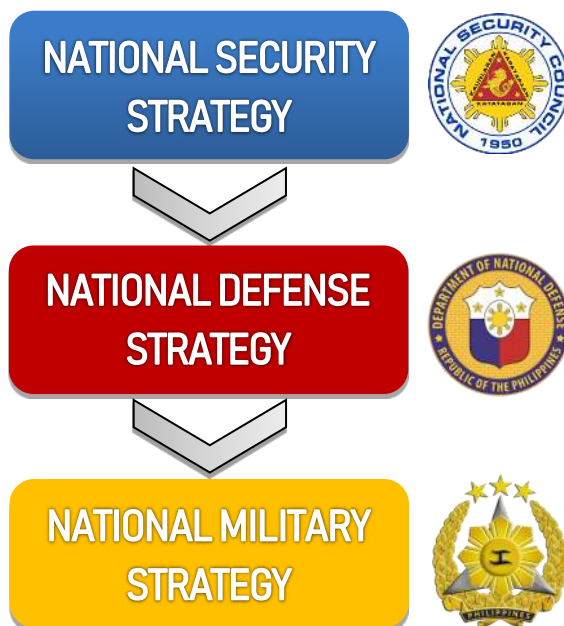 NATIONAL SECURITY
STRATEGY
NATIONAL SECURITY COUNCIL
KATATAGAN
1950
NATIONAL DEFENSE
STRATEGY
DEPARTMENT OF NATIONAL DEFENSE
REPUBLIC OF THE PHILIPPINES
NATIONAL MILITARY
STRATEGY
PHILIPPINES